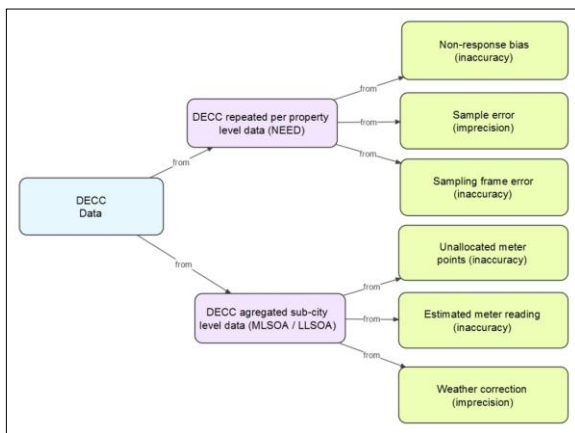 Non-response bias
(inaccuracy)
from
DECC repeated per property
level data (NEED)
from
Sample error
(imprecision)
from
from
Sampling frame error
(inaccuracy)
DECC
Data
from
Unallocated meter
points (inaccuracy)
from
DECC agregated sub-city
level data (MLSOA / LLSOA)
from
Estimated meter reading
(inaccuracy)
from
Weather correction
(imprecision)